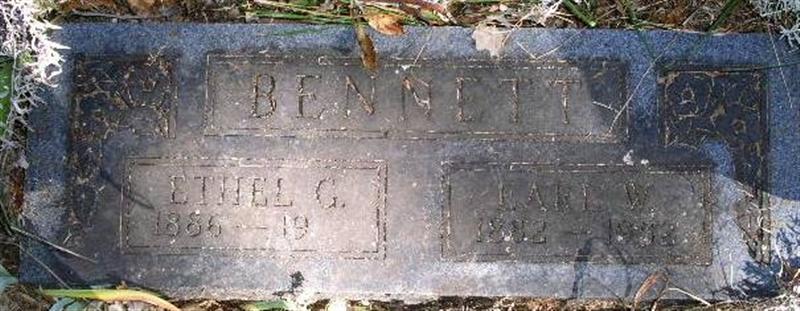 BENNETT
ETHEL G.
1886 — 19
EARL W.
1882 —